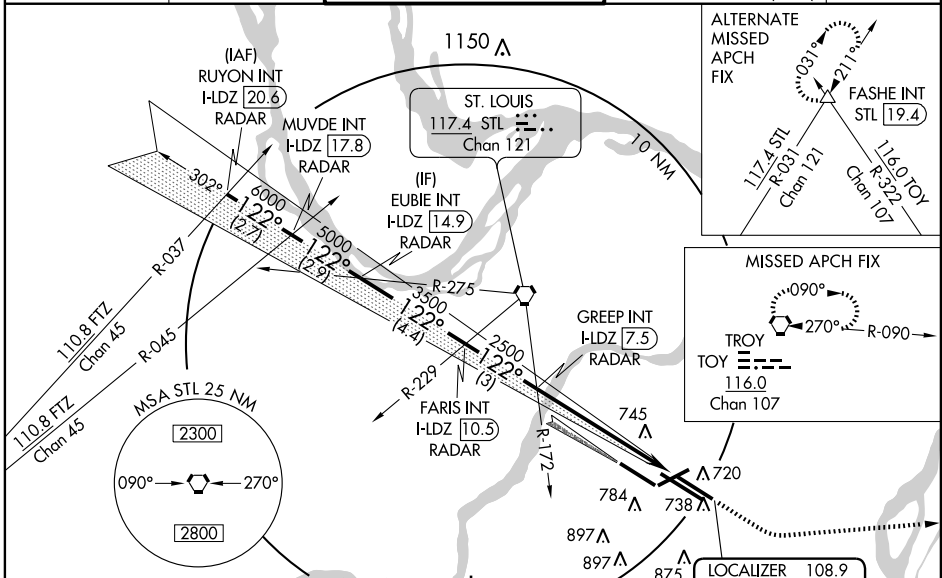 ALTERNATE
MISSED
APCH
FIX
031°
211°
FASHE INT
STL 19.4
117.4 STL
R-031
Chan 121
116.0 TOY
R-322
Chan 107
1150
(IAF)
RUYON INT
I-LDZ 20.6
RADAR
MUVDE INT
I-LDZ 17.8
RADAR
ST. LOUIS
117.4 STL
Chan 121
10 NM
(IF)
EUBIE INT
I-LDZ 14.9
RADAR
302°
6000
122°
(2.7)
5000
122°
(2.9)
R-275
3500
122°
(4.4)
2500
122°
(3)
R-037
110.8 FTZ
Chan 45
R-045
110.8 FTZ
Chan 45
R-229
GREEP INT
I-LDZ 7.5
RADAR
FARIS INT
I-LDZ 10.5
RADAR
R-172
MISSED APCH FIX
090°
270°
R-090
TROY
TOY
116.0
Chan 107
MSA STL 25 NM
2300
090°
270°
2800
745
720
784
738
897
897
875
LOCALIZER 108.9